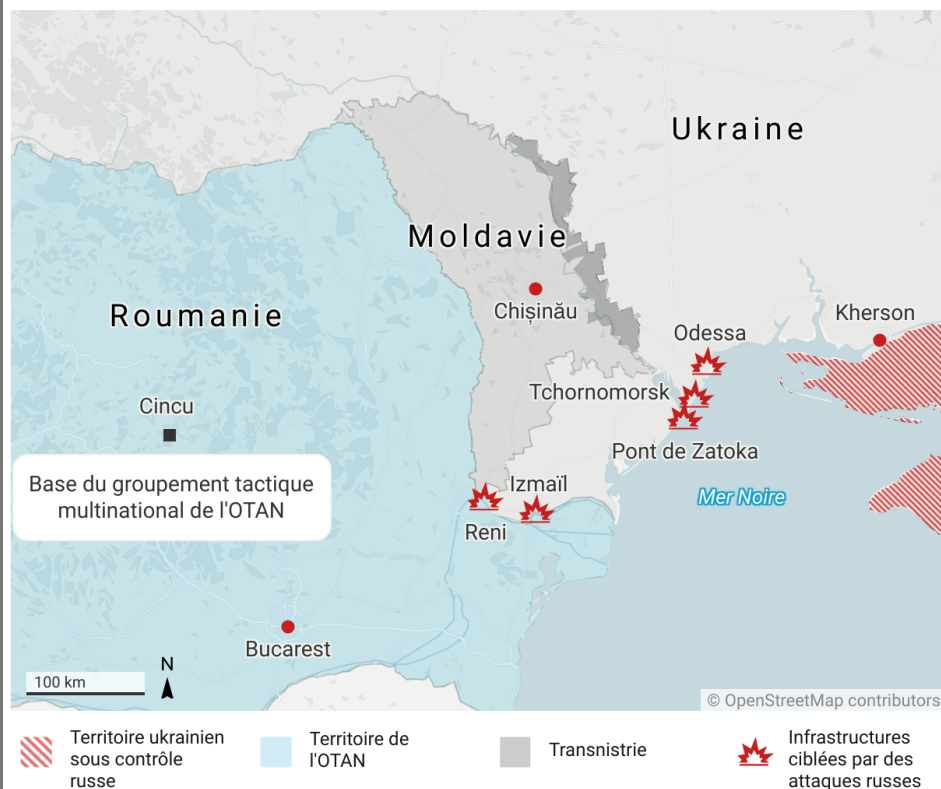 Ukraine
Moldavie
Chișinău
Roumanie
Kherson
Odessa
Tchornomorsk
Cincu
Pont de Zatoka
Base du groupement tactique
multinational de l'OTAN
Izmaïl
Mer Noire
Reni
Bucarest
N
100 km
© OpenStreetMap contributors
Territoire ukrainien
sous contrôle
russe
Territoire de
l'OTAN
Transnistrie
Infrastructures
ciblées par des
attaques russes